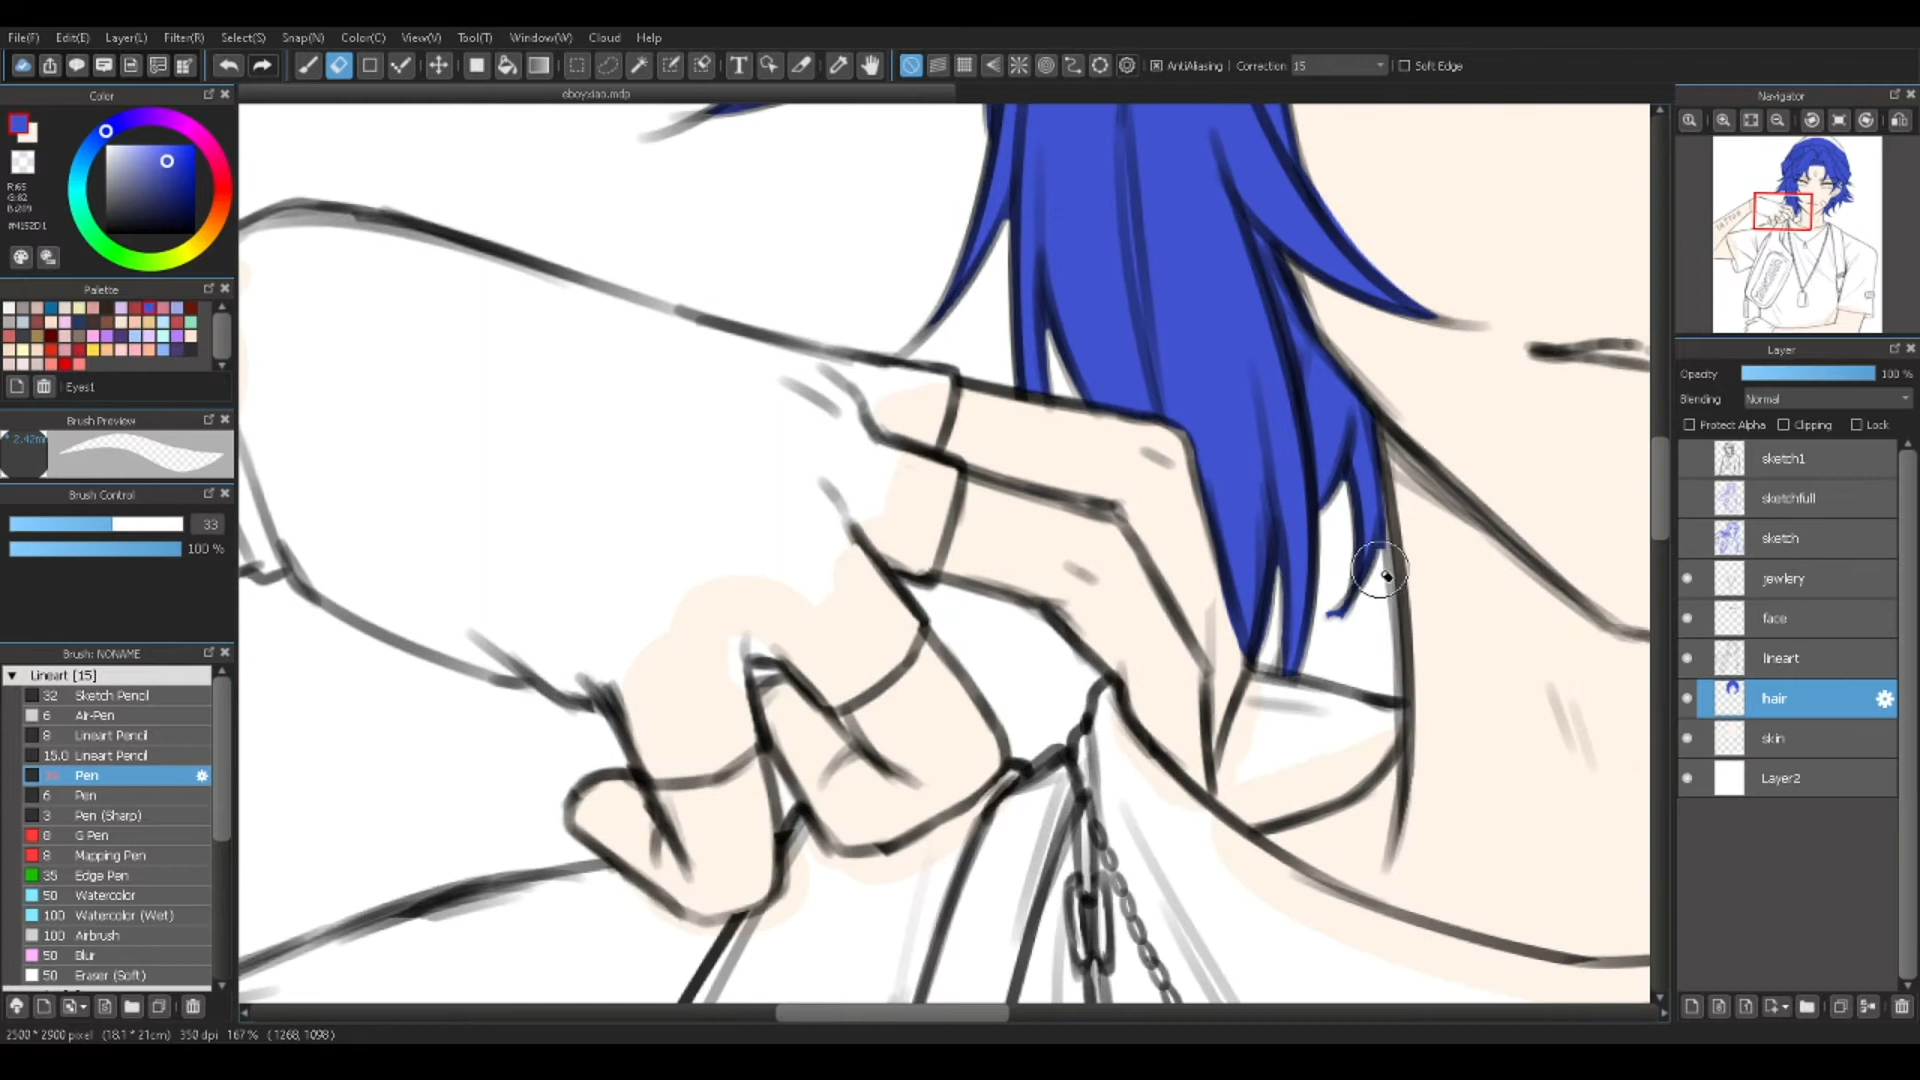 File(F) Edit(E) Layer(L) Filter(R) Select(S) Snap(N) Color(C) View(V) Tool(T) Window(W) Cloud Help
AntiAliasing Correction 15 Soft Edge
Color
eboyxiao.mdp
Navigator
R:65
G:82
B:209
#4152D1
Palette
Eyes1
Brush Preview
* 2.42m
Brush Control
33
100 %
Brush: NONAME
Lineart [15]
32 Sketch Pencil
6 Air-Pen
8 Lineart Pencil
15.0 Lineart Pencil
Pen
6 Pen
3 Pen (Sharp)
8 G Pen
8 Mapping Pen
35 Edge Pen
50 Watercolor
100 Watercolor (Wet)
100 Airbrush
50 Blur
50 Eraser (Soft)
Layer
Opacity 100 %
Blending Normal
Protect Alpha Clipping Lock
sketch1
sketchfull
sketch
jewlery
face
lineart
hair
skin
Layer2
2500 * 2900 pixel (18.1 * 21cm) 350 dpi 167 % (1268, 1098)